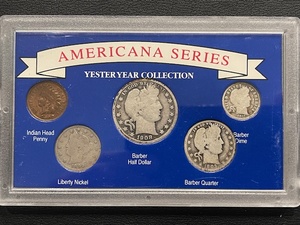 AMERICANA SERIES
YESTERYEAR COLLECTION
Indian Head
Penny
Liberty Nickel
Barber
Half Dollar
Barber Quarter
Barber
Dime